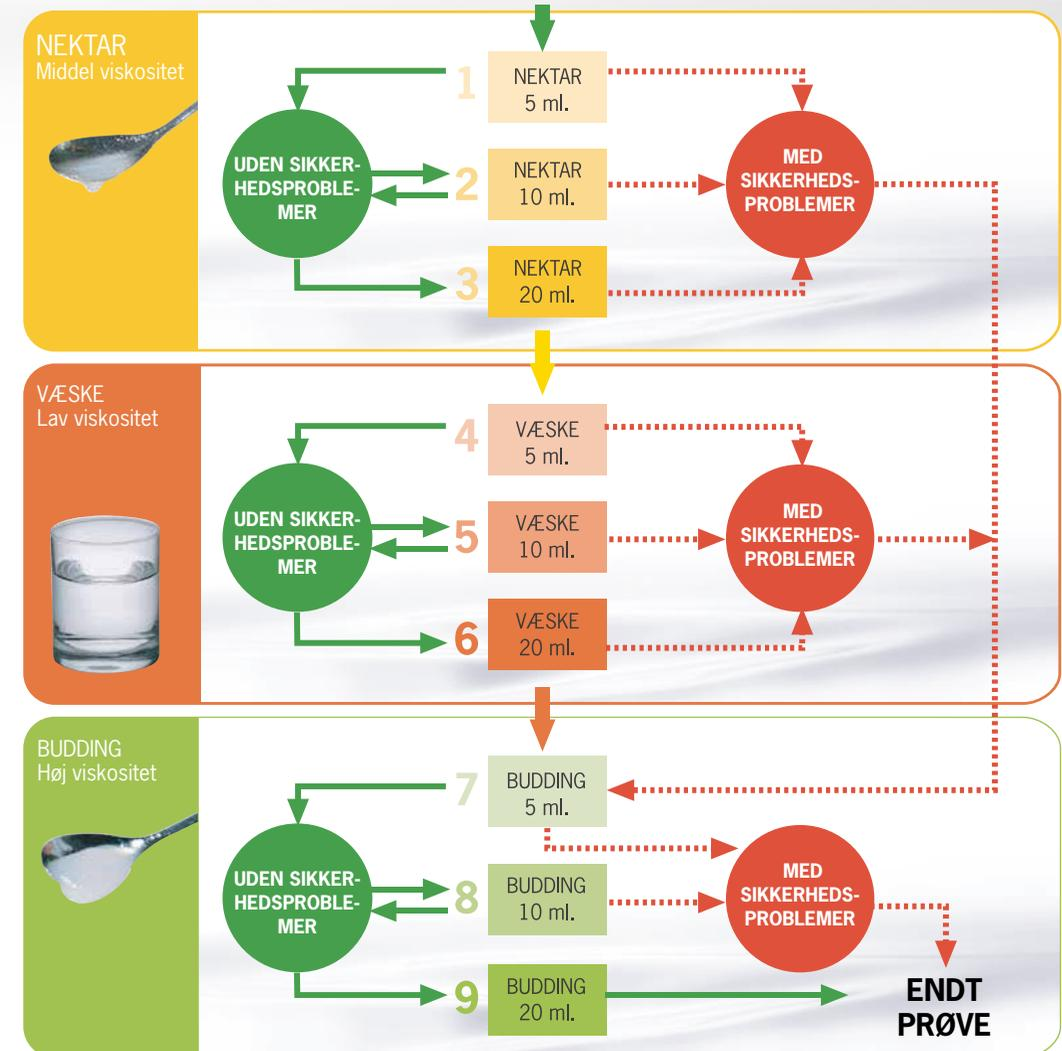 NEKTAR
Middel viskositet
1
NEKTAR
5 ml.
UDEN SIKKER-
HEDSPROBLE-
MER
2
NEKTAR
10 ml.
MED
SIKKERHEDS-
PROBLEMER
3
NEKTAR
20 ml.
VÆSKE
Lav viskositet
4
VÆSKE
5 ml.
UDEN SIKKER-
HEDSPROBLE-
MER
5
VÆSKE
10 ml.
MED
SIKKERHEDS-
PROBLEMER
6
VÆSKE
20 ml.
BUDDING
Høj viskositet
7
BUDDING
5 ml.
UDEN SIKKER-
HEDSPROBLE-
MER
8
BUDDING
10 ml.
MED
SIKKERHEDS-
PROBLEMER
9
BUDDING
20 ml.
ENDT
PRØVE